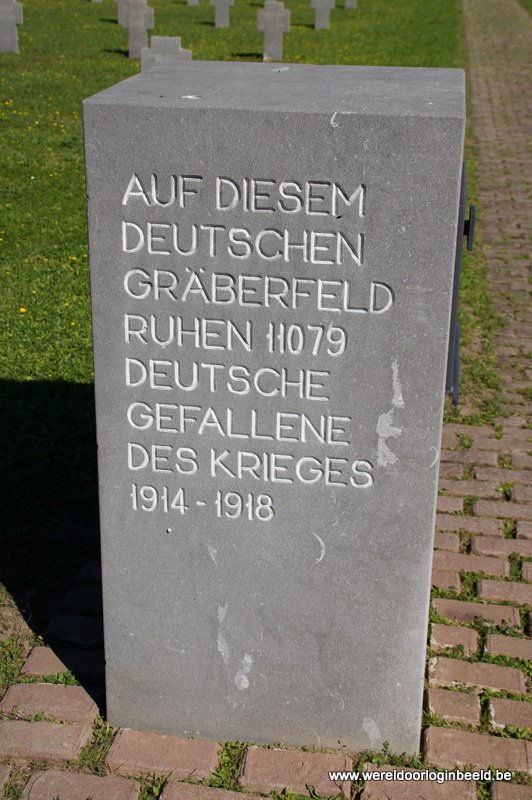 AUF DIESEM
DEUTSCHEN
GRÄBERFELD
RUHEN 11079
DEUTSCHE
GEFALLENE
DES KRIEGES
1914 - 1918
www.wereldoorloginbeeld.be